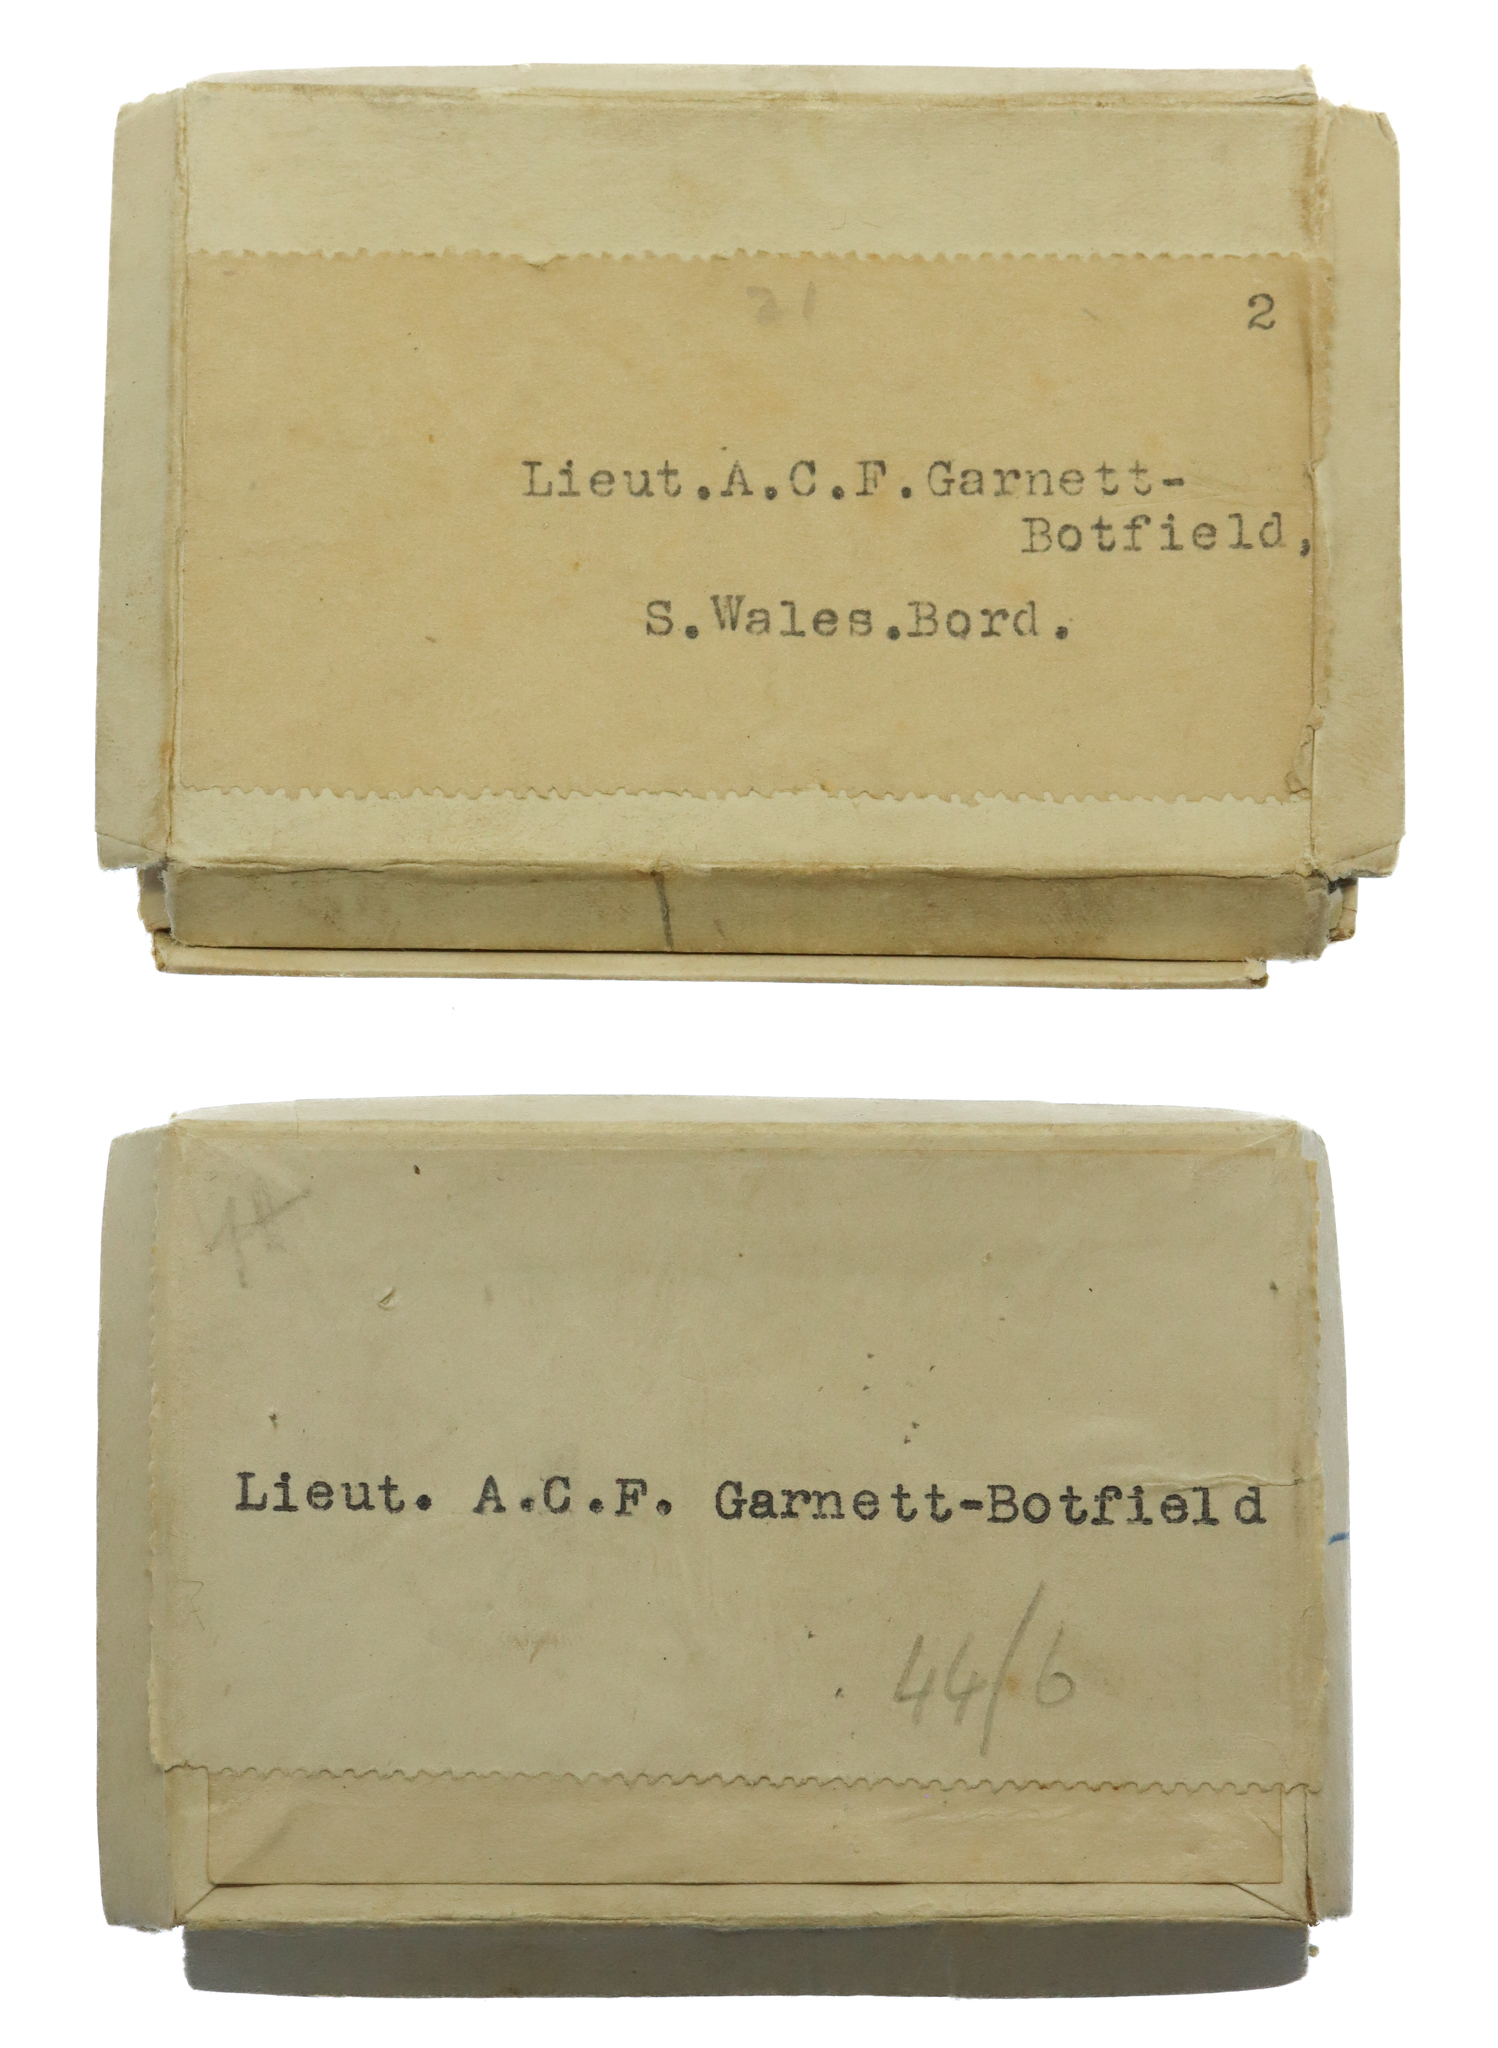 21
2
Lieut.A.C.F.Garnett-
Botfield,
S.Wales.Bord.
Lieut. A.C.F. Garnett-Botfield
44/6